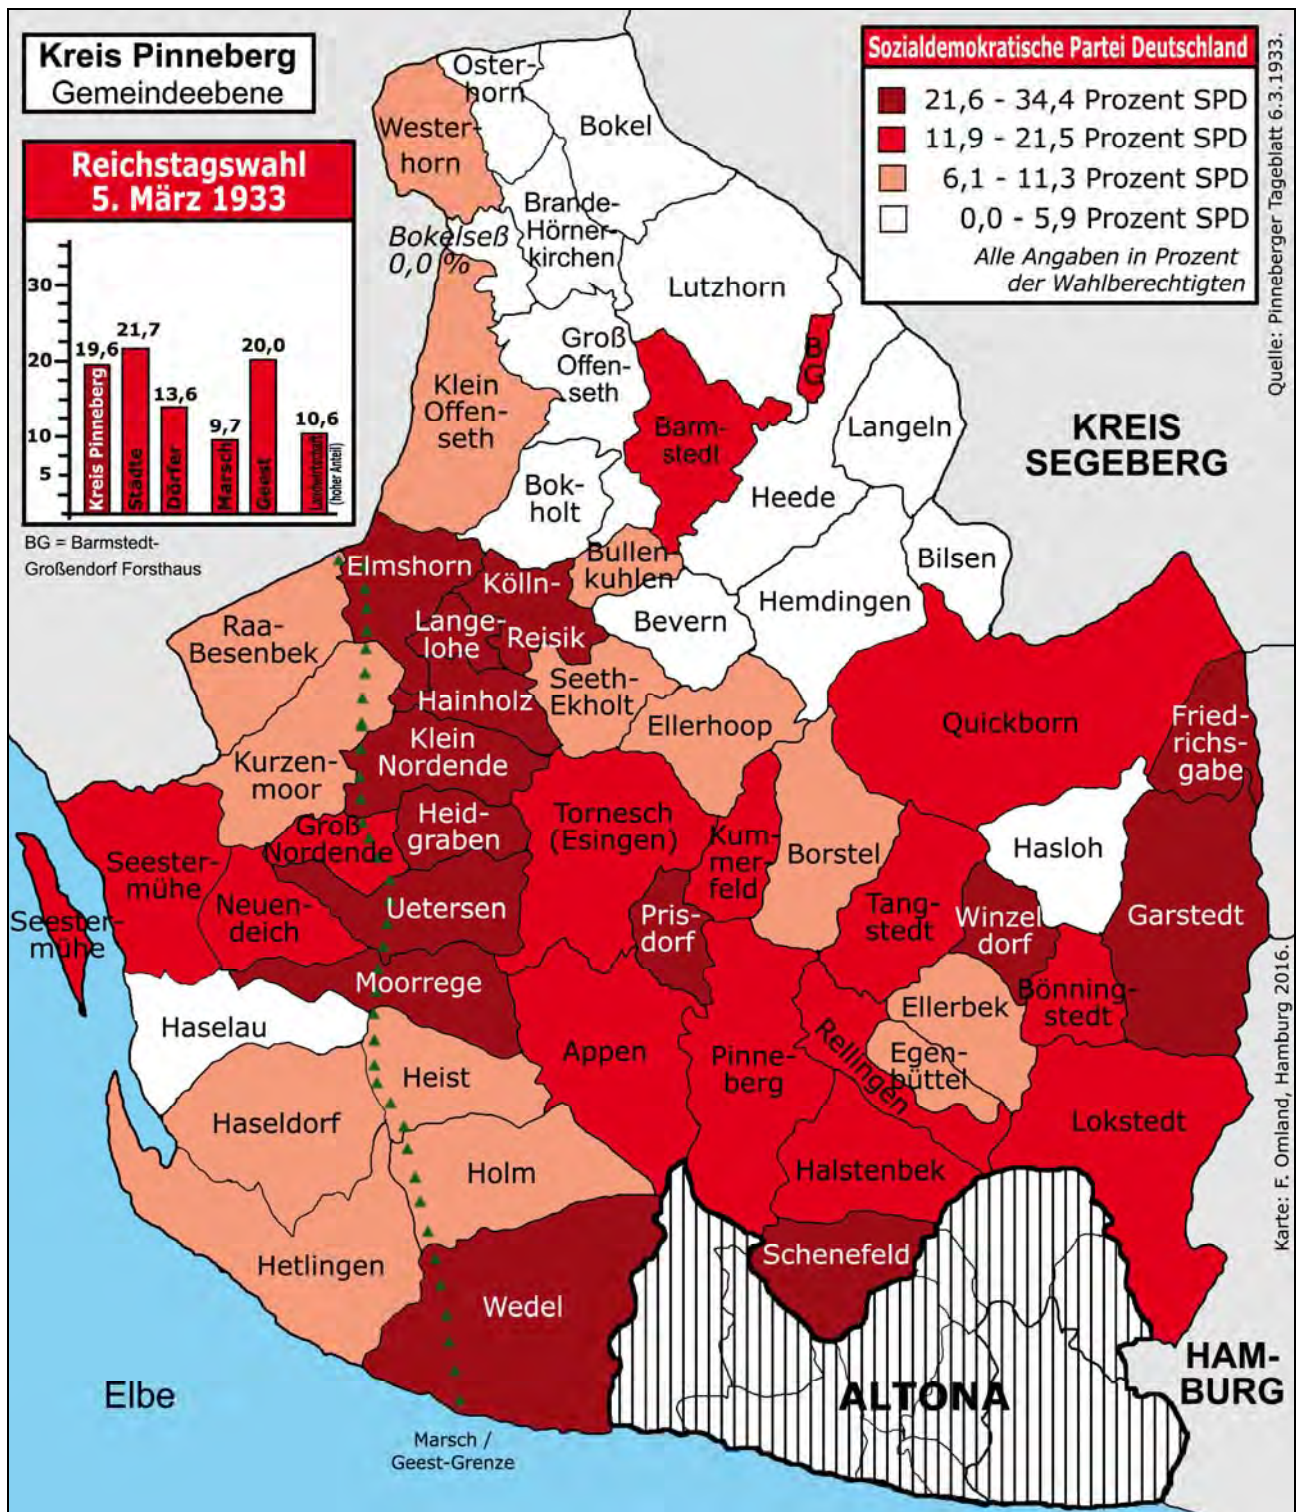 Kreis Pinneberg
Gemeindeebene
Reichstagswahl
5. März 1933
30
20
10
5
19,6
21,7
13,6
9,7
20,0
10,6
Kreis Pinneberg
Städte
Dörfer
Marsch
Geest
Landwirtschaft
(hoher Anteil)
BG = Barmstedt-
Großendorf Forsthaus
Sozialdemokratische Partei Deutschland
21,6 - 34,4 Prozent SPD
11,9 - 21,5 Prozent SPD
6,1 - 11,3 Prozent SPD
0,0 - 5,9 Prozent SPD
Alle Angaben in Prozent
der Wahlberechtigten
Quelle: Pinneberger Tageblatt 6.3.1933.
Oster-
horn
Bokel
Wester-
horn
Brande-
Hörner-
kirchen
Bokelseß
0,0 %
Lutzhorn
Groß
Offen-
seth
BG
Klein
Offen-
seth
Barm-
stedt
Langeln
KREIS
SEGEBERG
Bok-
holt
Heede
Bullen-
kuhlen
Bilsen
Elmshorn
Kölln-
Reisik
Lange-
lohe
Bevern
Hemdingen
Raa-
Besenbek
Hainholz
Seeth-
Ekholt
Ellerhoop
Quickborn
Fried-
richs-
gabe
Klein
Nordende
Kurzen-
moor
Heid-
graben
Tornesch
(Esingen)
Kum-
mer-
feld
Borstel
Hasloh
Groß
Nordende
Seester-
mühe
Neuen-
deich
Uetersen
Pris-
dorf
Tang-
stedt
Winzel
dorf
Garstedt
Seester-
mühe
Moorrege
Bönning-
stedt
Ellerbek
Haselau
Appen
Pinne-
berg
Rellingen
Egen-
büttel
Heist
Haseldorf
Lokstedt
Holm
Halstenbek
Hetlingen
Schenefeld
Wedel
Karte: F. Omland, Hamburg 2016.
HAM-
BURG
ALTONA
Elbe
Marsch /
Geest-Grenze